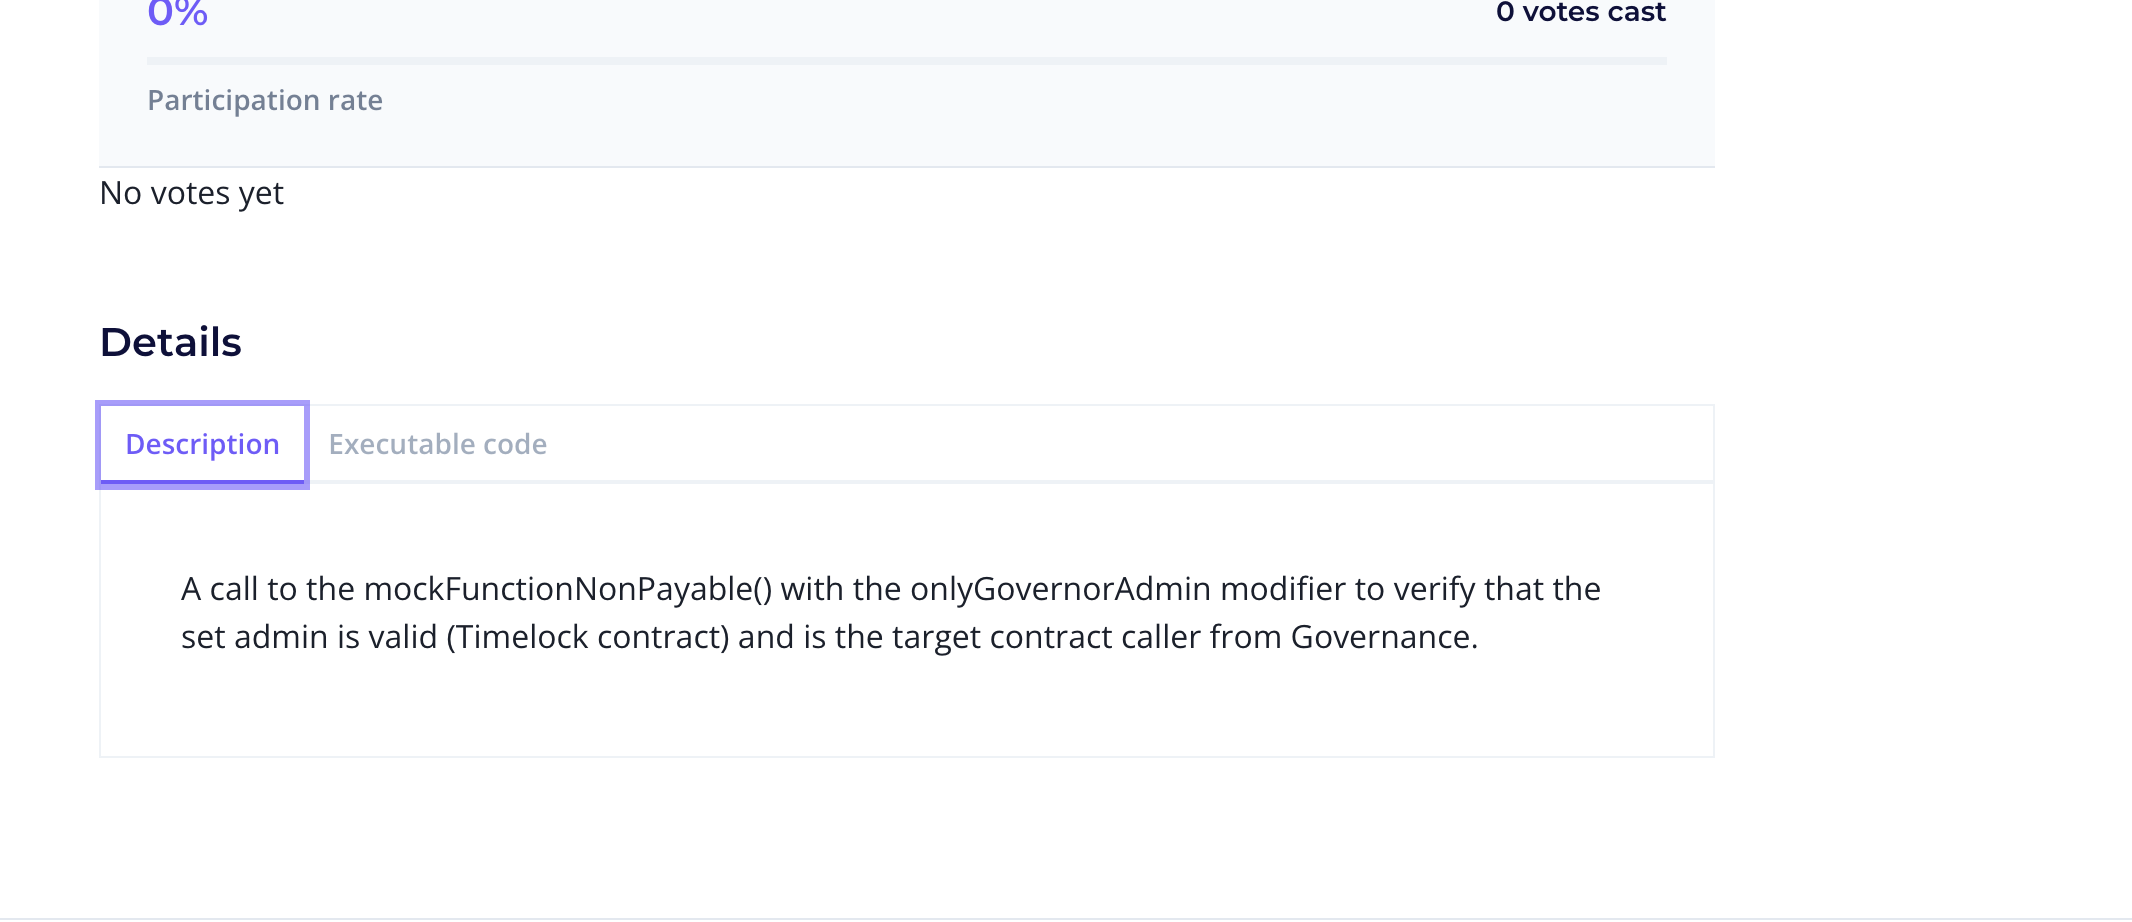 0%
0 votes cast
Participation rate
No votes yet
Details
Description
Executable code
A call to the mockFunctionNonPayable() with the onlyGovernorAdmin modifier to verify that the
set admin is valid (Timelock contract) and is the target contract caller from Governance.